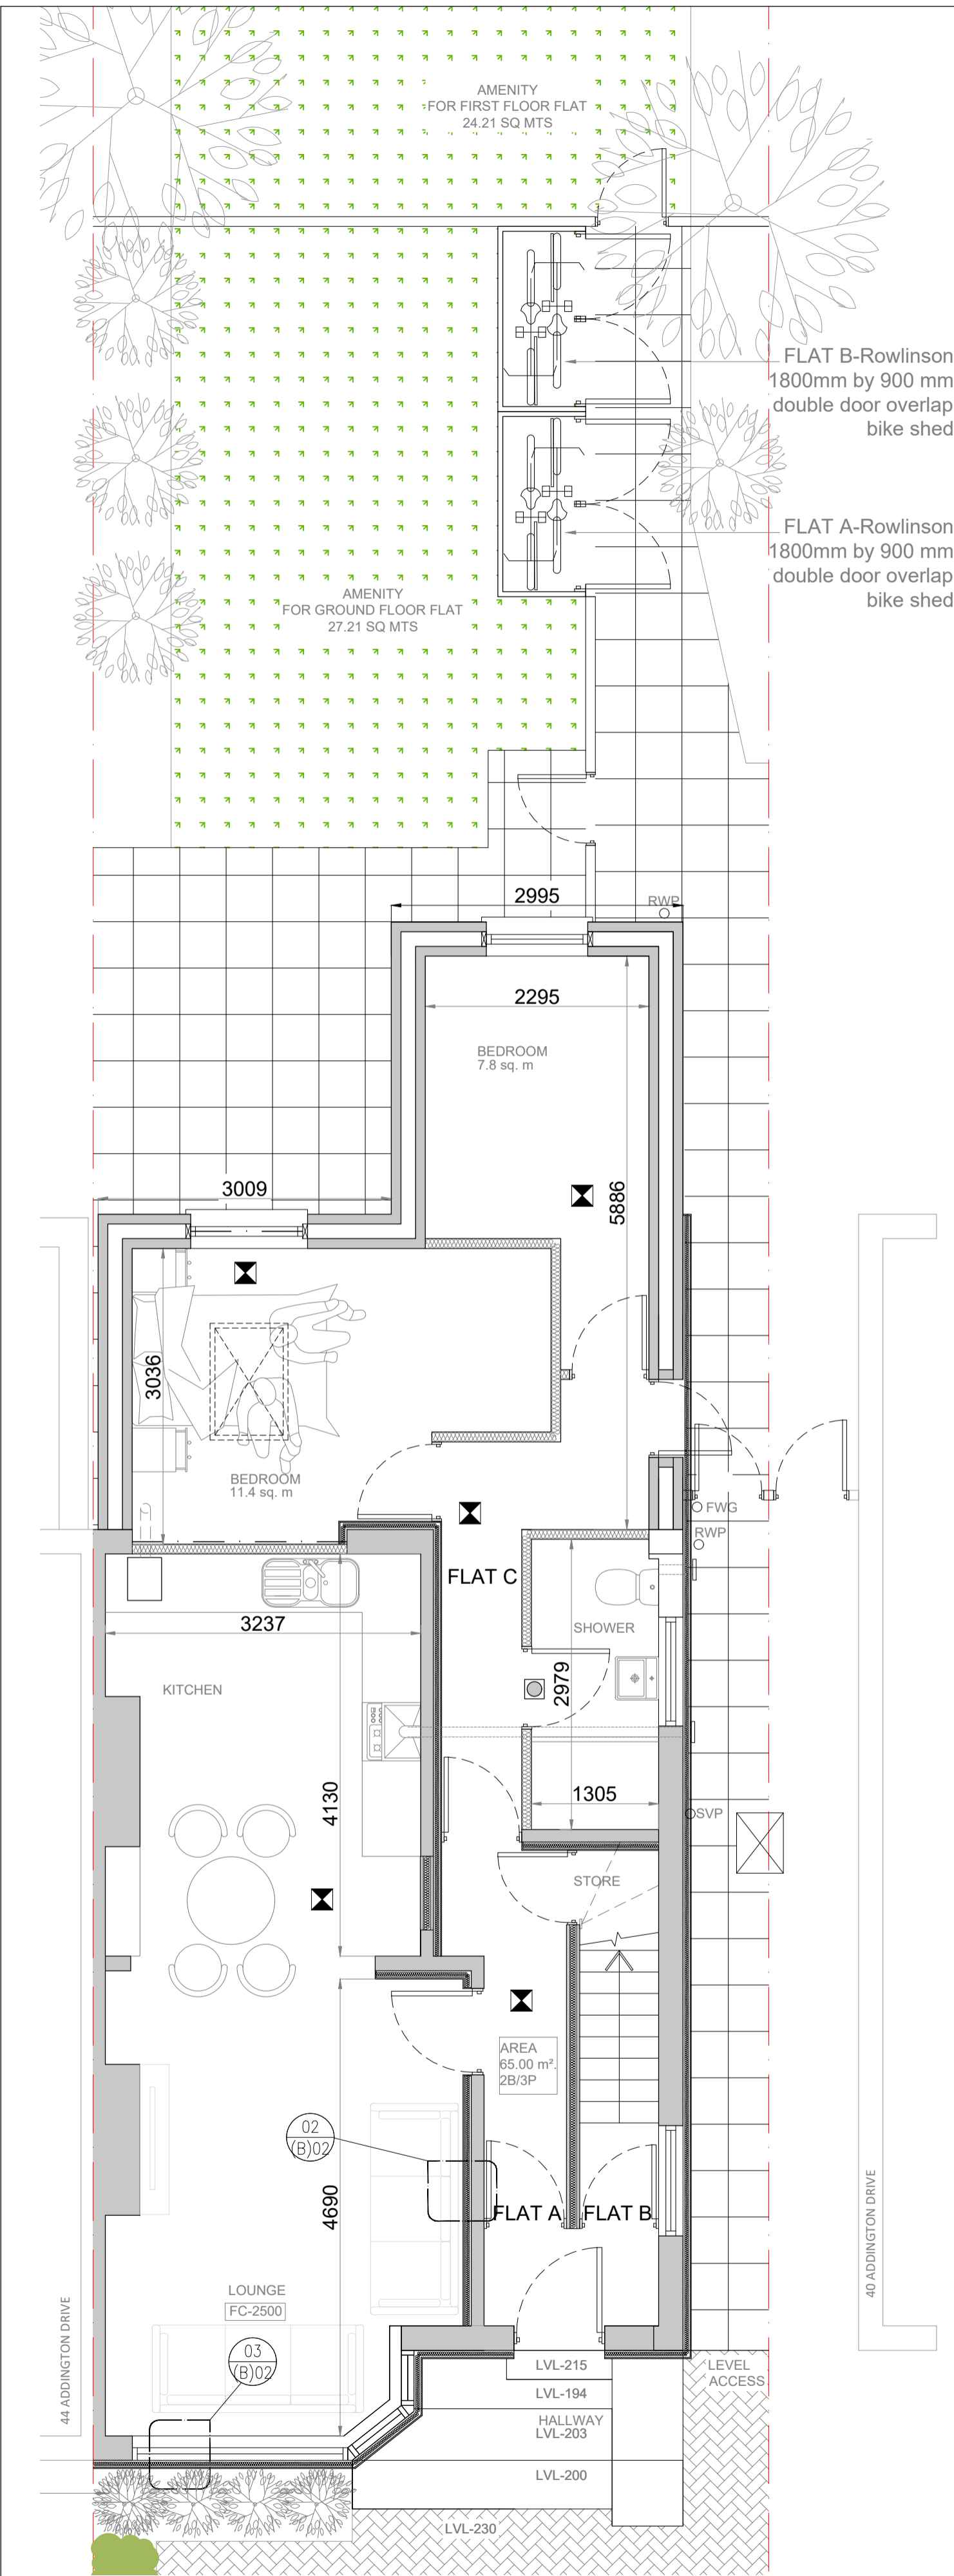 AMENITY
FOR FIRST FLOOR FLAT
24.21 SQ MTS
FLAT B-Rowlinson
1800mm by 900 mm
double door overlap
bike shed
FLAT A-Rowlinson
1800mm by 900 mm
double door overlap
bike shed
AMENITY
FOR GROUND FLOOR FLAT
27.21 SQ MTS
2995
RWP
2295
BEDROOM
7.8 sq. m
3009
5886
3036
BEDROOM
11.4 sq. m
FWG
RWP
FLAT C
3237
SHOWER
KITCHEN
2979
4130
1305
SVP
STORE
AREA
65.00 m².
2B/3P
02
(B)02
4690
FLAT A
FLAT B
40 ADDINGTON DRIVE
LOUNGE
FC-2500
03
(B)02
44 ADDINGTON DRIVE
LVL-215
LEVEL
ACCESS
LVL-194
HALLWAY
LVL-203
LVL-200
LVL-230